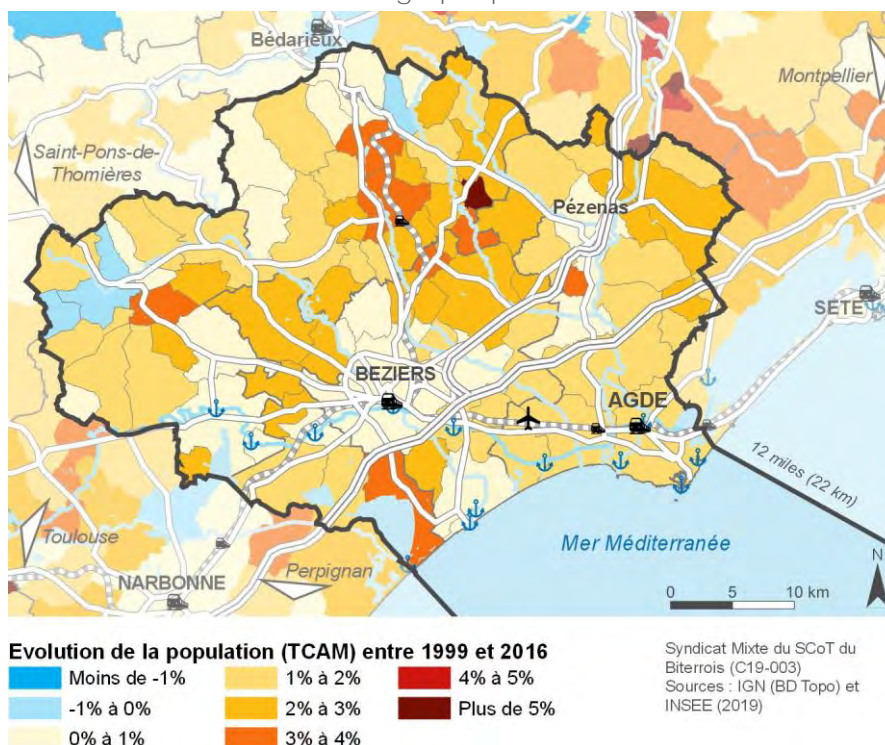 Bédarieux
Montpellier
Saint-Pons-de-
Thomières
Pézenas
SETE
BEZIERS
AGDE
12 miles (22 km)
Toulouse
Mer Méditerranée
N
Perpignan
NARBONNE
0 5 10 km
Evolution de la population (TCAM) entre 1999 et 2016
Moins de -1%
-1% à 0%
0% à 1%
1% à 2%
2% à 3%
3% à 4%
4% à 5%
Plus de 5%
Syndicat Mixte du SCoT du
Biterrois (C19-003)
Sources : IGN (BD Topo) et
INSEE (2019)